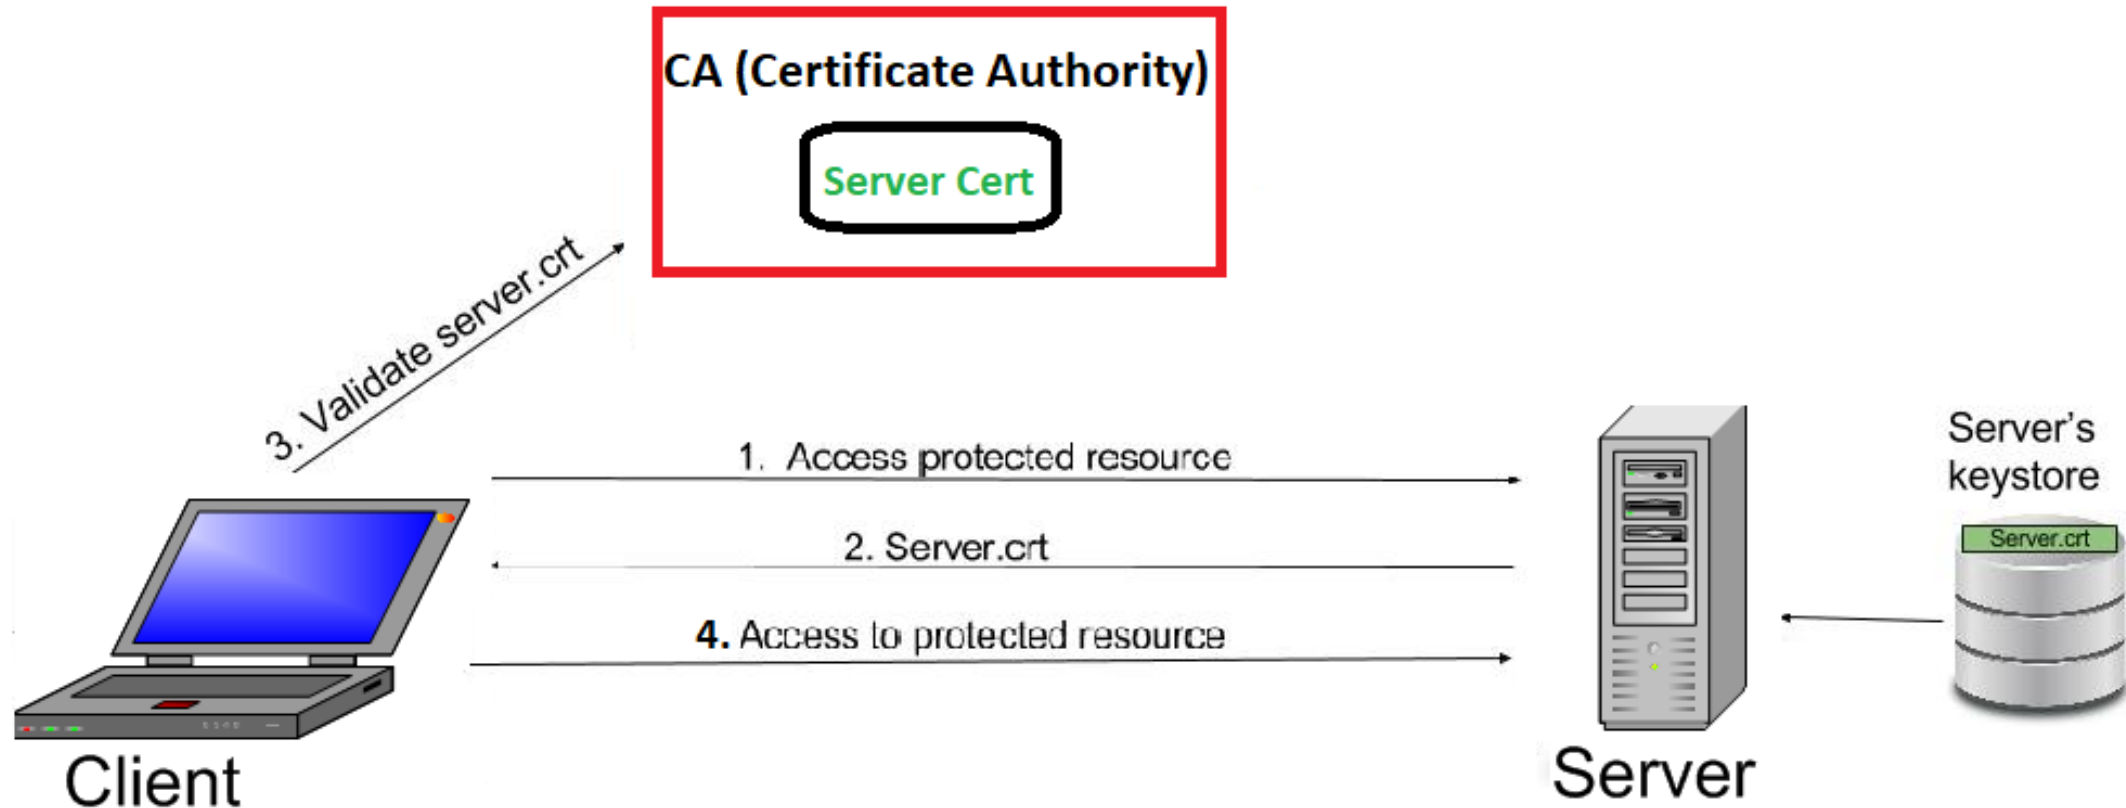 CA (Certificate Authority)
Server Cert
3. Validate server.crt
1. Access protected resource
2. Server.crt
4. Access to protected resource
Server's
keystore
Server.crt
Client
Server